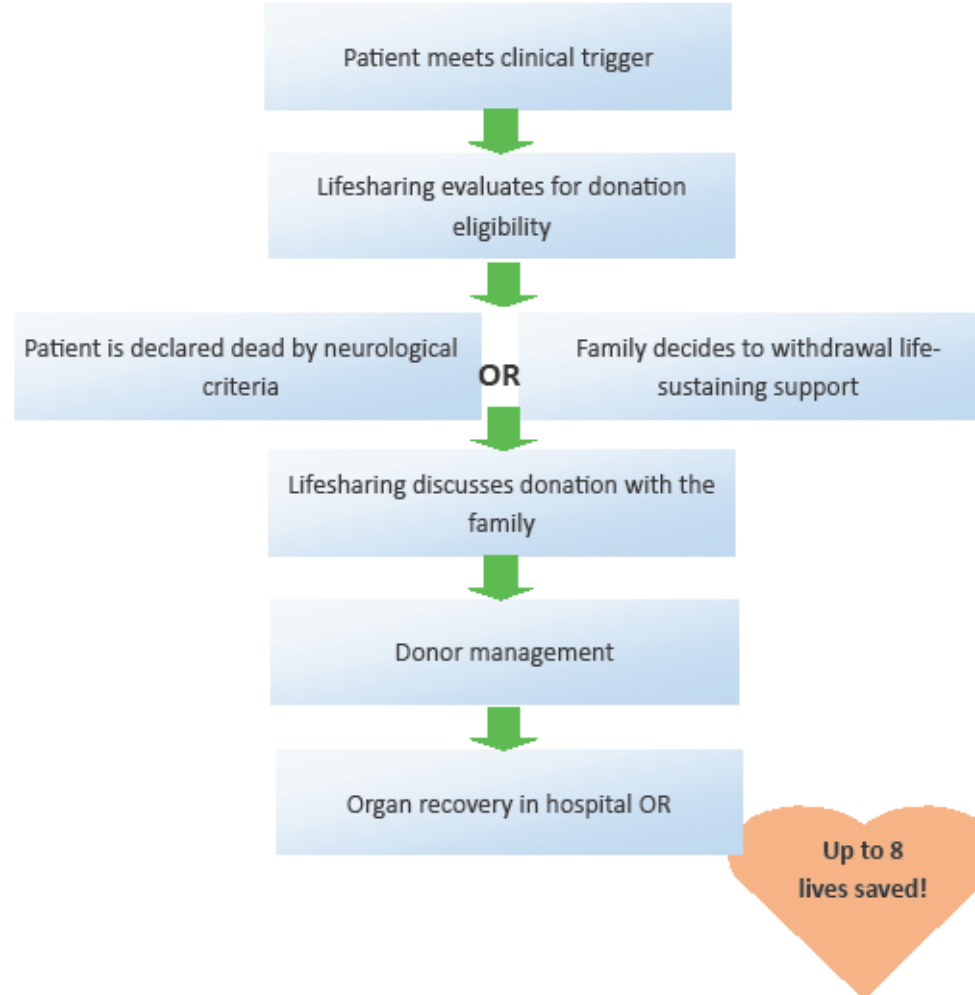 Patient meets clinical trigger
Lifesharing evaluates for donation
eligibility
Patient is declared dead by neurological
criteria
OR
Family decides to withdrawal life-
sustaining support
Lifesharing discusses donation with the
family
Donor management
Organ recovery in hospital OR
Up to 8
lives saved!